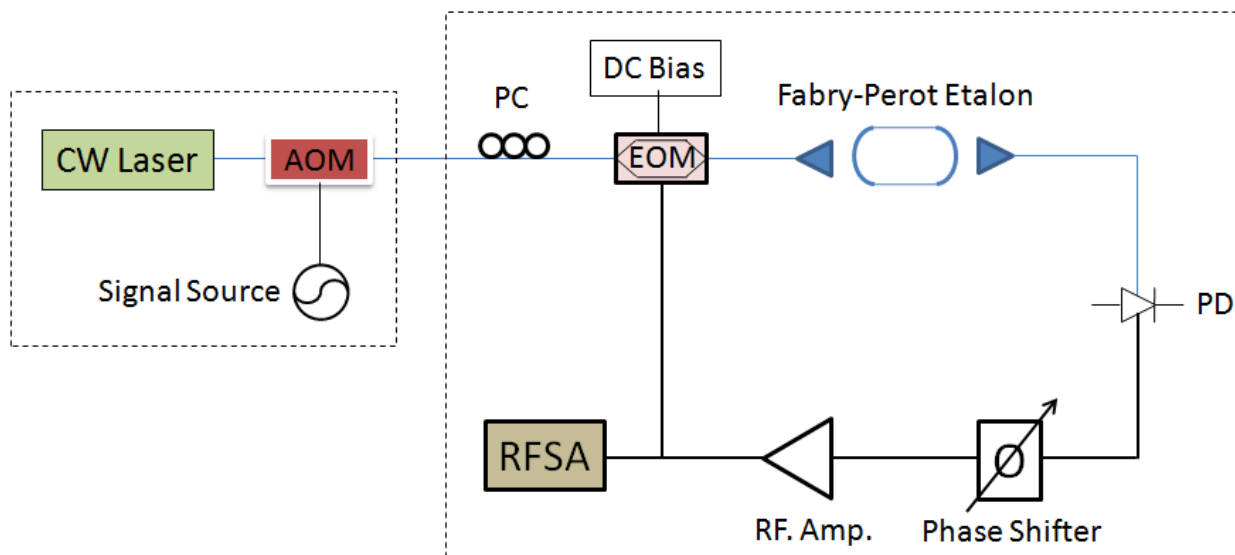 DC Bias
PC
Fabry-Perot Etalon
CW Laser
AOM
EOM
Signal Source
PD
RFSA
Ø
RF. Amp.
Phase Shifter